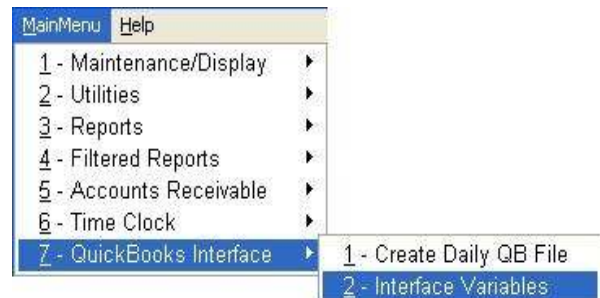 MainMenu Help
1 - Maintenance/Display
2 - Utilities
3 - Reports
4 - Filtered Reports
5 - Accounts Receivable
6 - Time Clock
7 - QuickBooks Interface
1 - Create Daily QB File
2 - Interface Variables